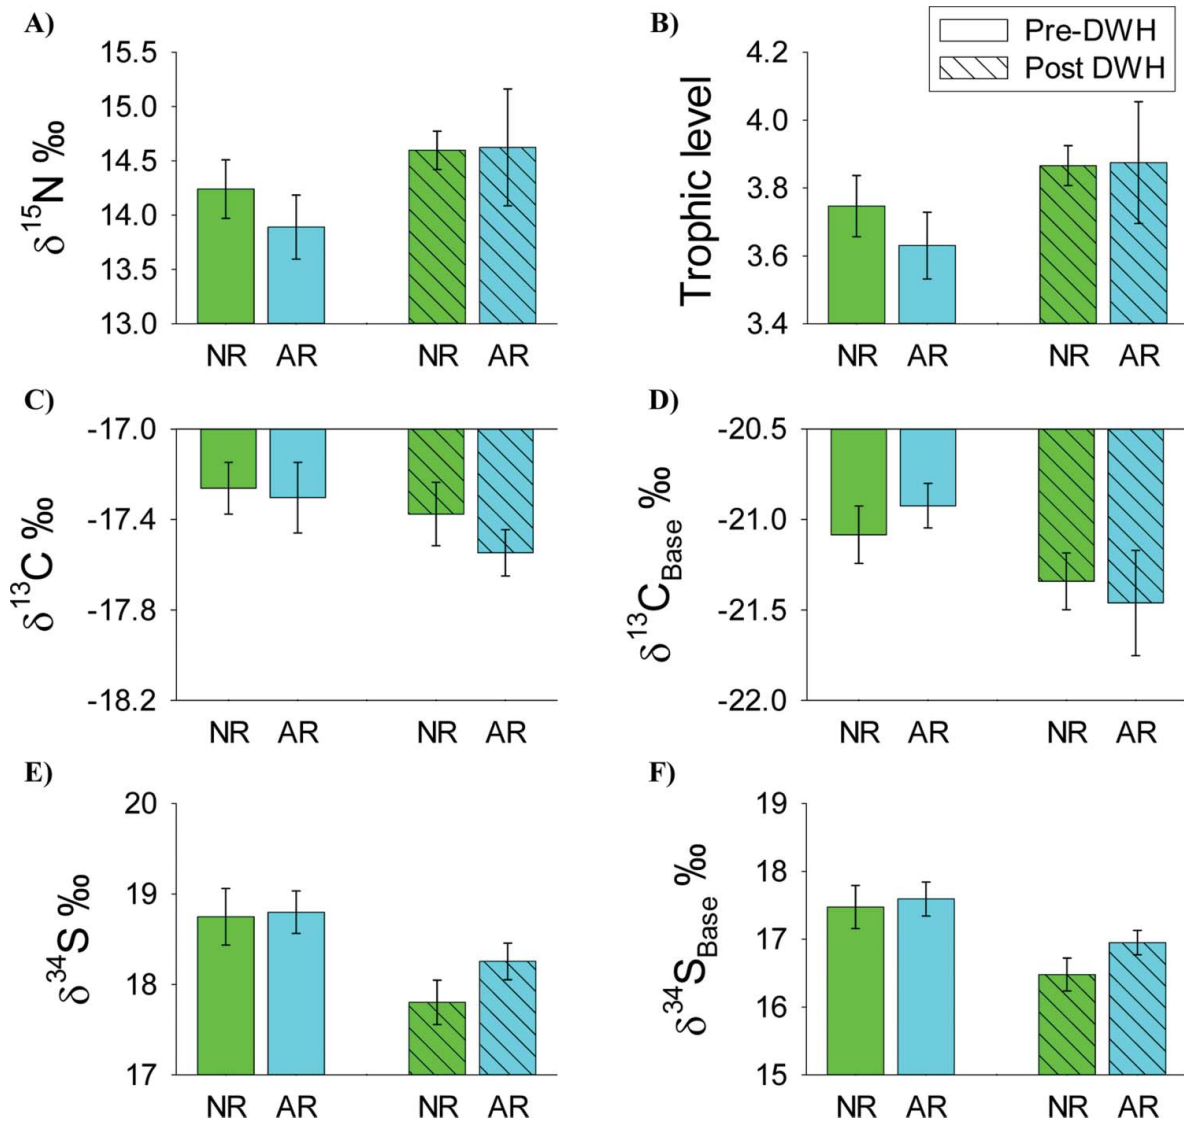 A)
δ¹⁵N ‰
15.5
15.0
14.5
14.0
13.5
13.0
NR AR NR AR
B)
Pre-DWH
Post DWH
Trophic level
4.2
4.0
3.8
3.6
3.4
NR AR NR AR
C)
δ¹³C ‰
-17.0
-17.4
-17.8
-18.2
NR AR NR AR
D)
δ¹³C_Base ‰
-20.5
-21.0
-21.5
-22.0
NR AR NR AR
E)
δ³⁴S ‰
20
19
18
17
NR AR NR AR
F)
δ³⁴S_Base ‰
19
18
17
16
15
NR AR NR AR